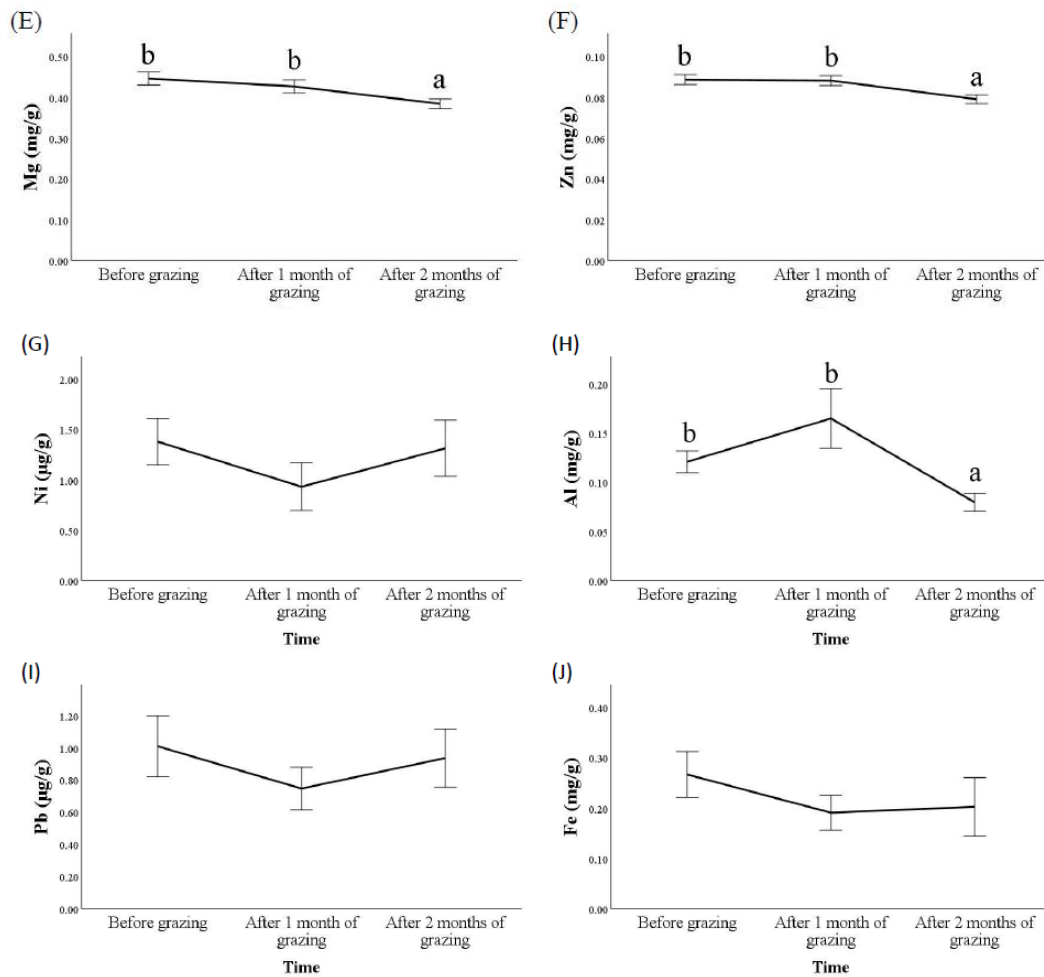 (E)
Mg (mg/g)
0.50
0.40
0.30
0.20
0.10
0.00
b
b
a
Before grazing
After 1 month of
grazing
After 2 months of
grazing
(F)
Zn (mg/g)
0.10
0.08
0.06
0.04
0.02
0.00
b
b
a
Before grazing
After 1 month of
grazing
After 2 months of
grazing
(G)
Ni (µg/g)
2.00
1.50
1.00
0.50
0.00
Before grazing
After 1 month of
grazing
After 2 months of
grazing
Time
(H)
Al (mg/g)
0.20
0.15
0.10
0.05
0.00
b
b
a
Before grazing
After 1 month of
grazing
After 2 months of
grazing
Time
(I)
Pb (µg/g)
1.20
1.00
0.80
0.60
0.40
0.20
0.00
Before grazing
After 1 month of
grazing
After 2 months of
grazing
Time
(J)
Fe (mg/g)
0.40
0.30
0.20
0.10
0.00
Before grazing
After 1 month of
grazing
After 2 months of
grazing
Time